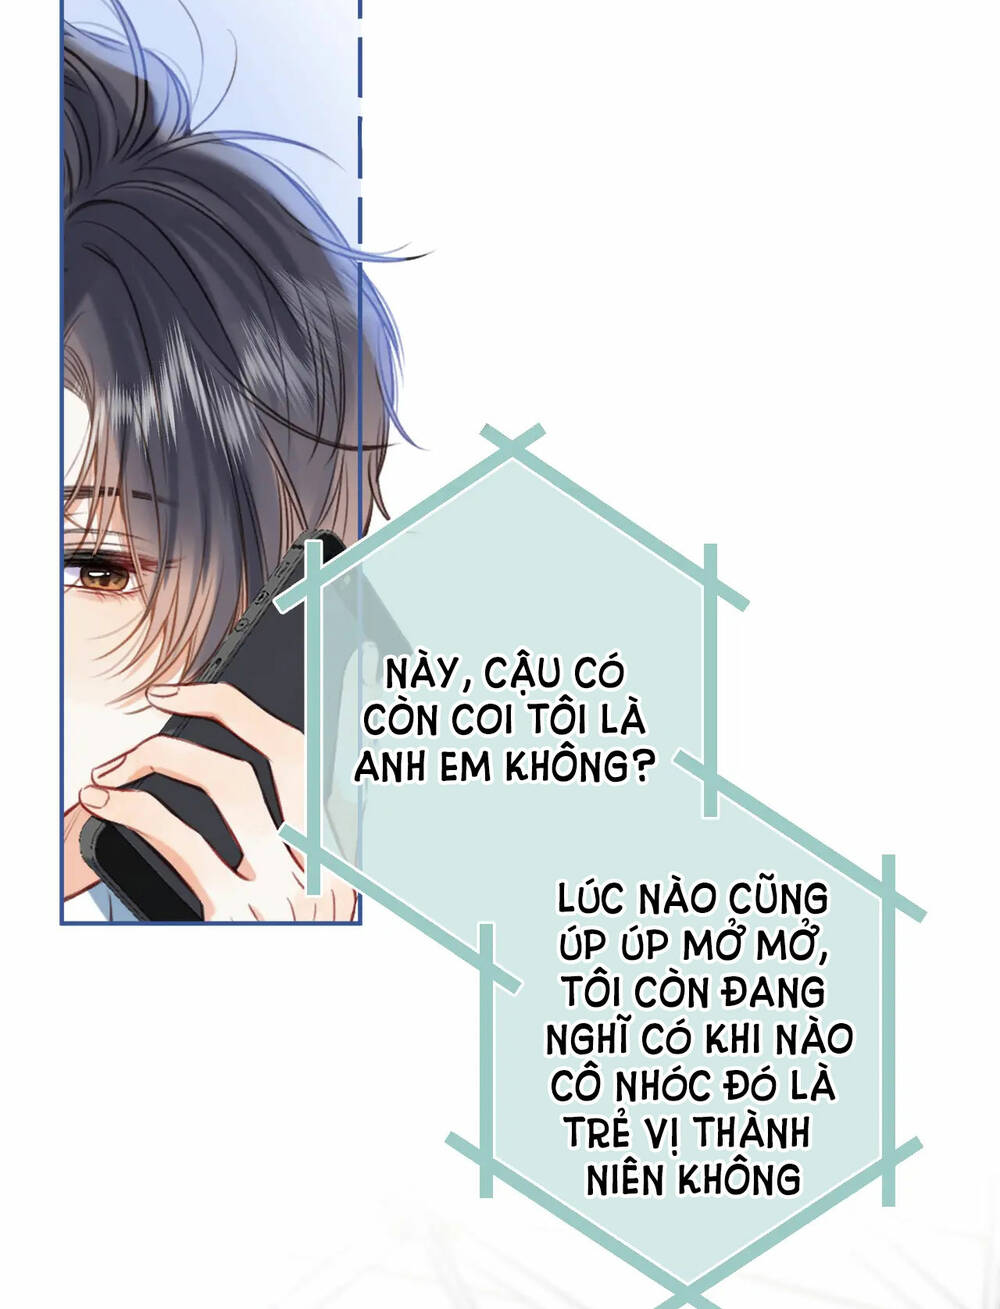 NÀY, CẬU CÓ
CÒN COI TÔI LÀ
ANH EM KHÔNG?
LÚC NÀO CŨNG
ÚP ÚP MỞ MỞ,
TÔI CÒN ĐANG
NGHĨ CÓ KHI NÀO
CÔ NHÓC ĐÓ LÀ
TRẺ VỊ THÀNH
NIÊN KHÔNG